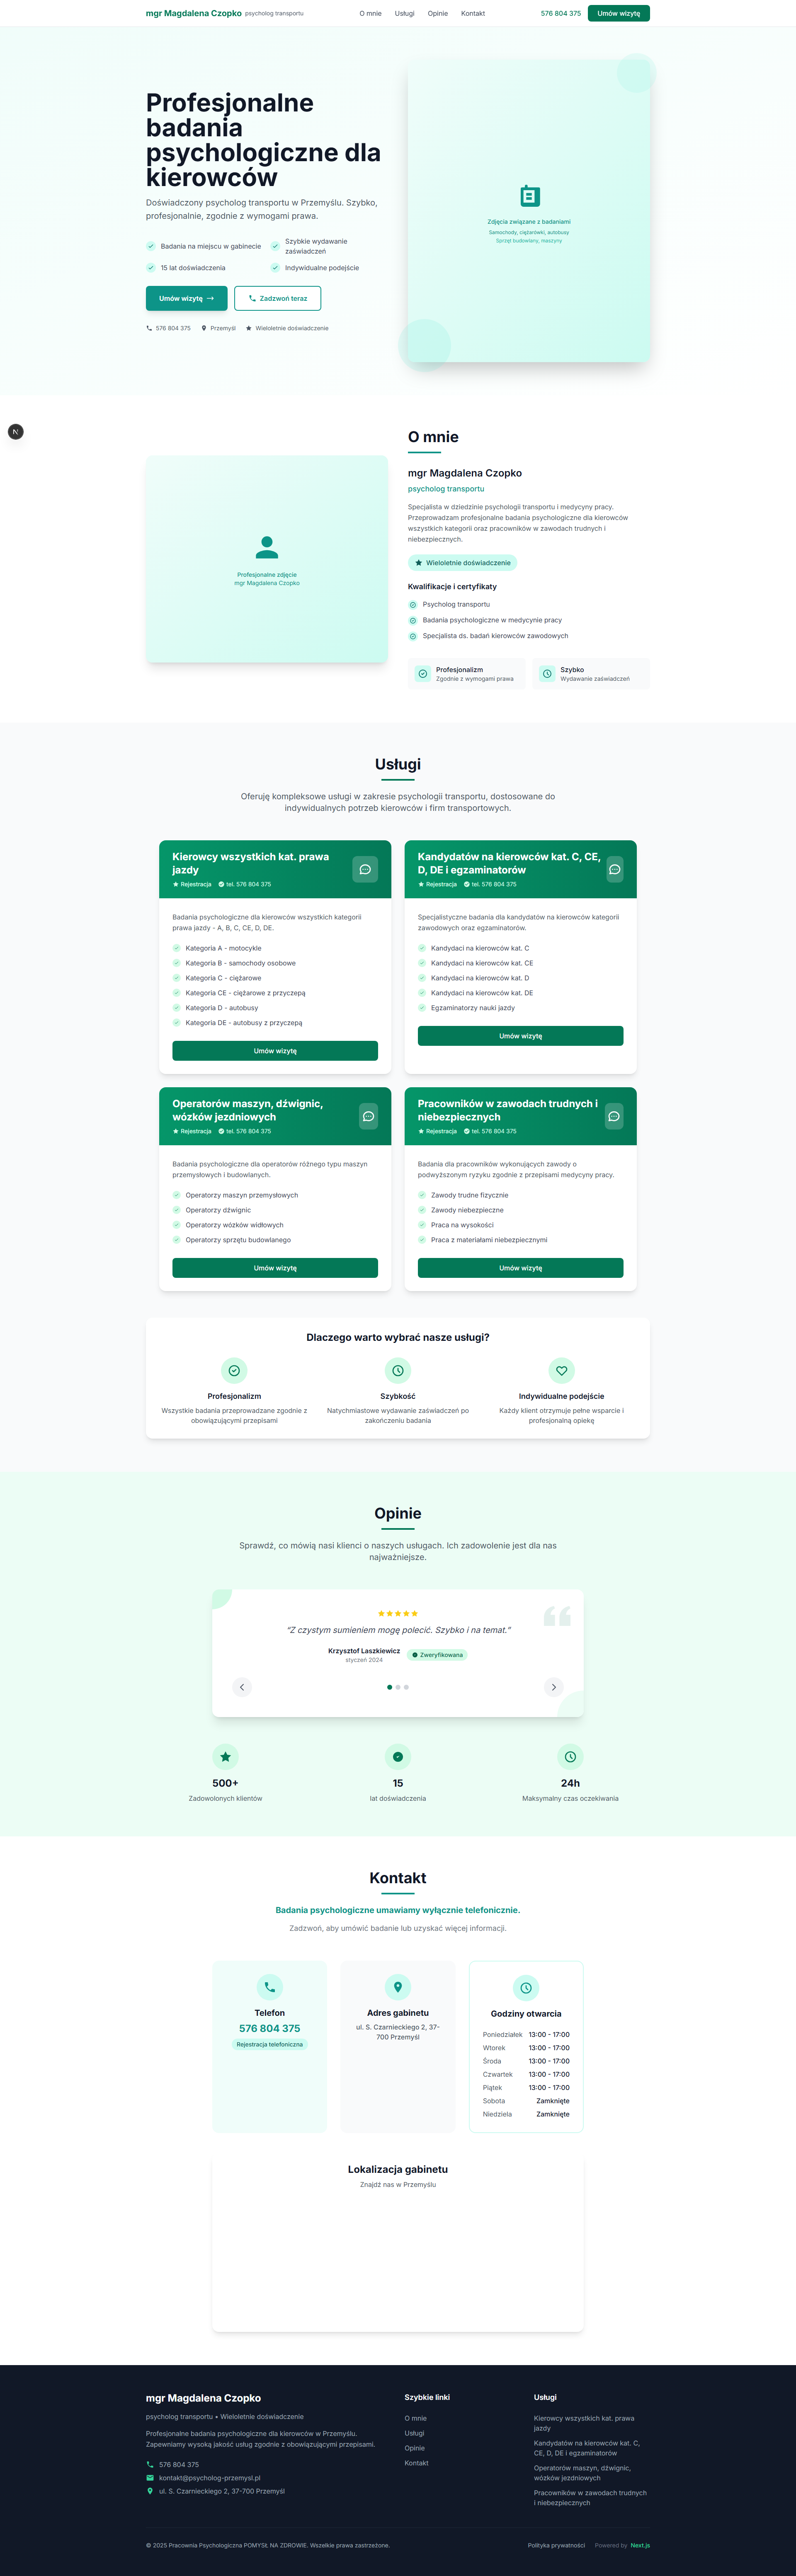 mgr Magdalena Czopko psycholog transportu
O mnie Usługi Opinie Kontakt
576 804 375 Umów wizytę
Profesjonalne
badania
psychologiczne dla
kierowców
Doświadczony psycholog transportu w Przemyślu. Szybko,
profesjonalnie, zgodnie z wymogami prawa.
Badania na miejscu w gabinecie
Szybkie wydawanie
zaświadczeń
15 lat doświadczenia
Indywidualne podejście
Umów wizytę →
Zadzwoń teraz
576 804 375 Przemyśl Wieloletnie doświadczenie
Zdjęcia związane z badaniami
Samochody, ciężarówki, autobusy
Sprzęt budowlany, maszyny
N
Profesjonalne zdjęcie
mgr Magdalena Czopko
O mnie
mgr Magdalena Czopko
psycholog transportu
Specjalista w dziedzinie psychologii transportu i medycyny pracy.
Przeprowadzam profesjonalne badania psychologiczne dla kierowców
wszystkich kategorii oraz pracowników w zawodach trudnych i
niebezpiecznych.
Wieloletnie doświadczenie
Kwalifikacje i certyfikaty
Psycholog transportu
Badania psychologiczne w medycynie pracy
Specjalista ds. badań kierowców zawodowych
Profesjonalizm
Zgodnie z wymogami prawa
Szybko
Wydawanie zaświadczeń
Usługi
Oferuję kompleksowe usługi w zakresie psychologii transportu, dostosowane do
indywidualnych potrzeb kierowców i firm transportowych.
Kierowcy wszystkich kat. prawa
jazdy
Rejestracja tel. 576 804 375
Badania psychologiczne dla kierowców wszystkich kategorii
prawa jazdy - A, B, C, CE, D, DE.
Kategoria A - motocykle
Kategoria B - samochody osobowe
Kategoria C - ciężarowe
Kategoria CE - ciężarowe z przyczepą
Kategoria D - autobusy
Kategoria DE - autobusy z przyczepą
Umów wizytę
Kandydatów na kierowców kat. C, CE,
D, DE i egzaminatorów
Rejestracja tel. 576 804 375
Specjalistyczne badania dla kandydatów na kierowców kategorii
zawodowych oraz egzaminatorów.
Kandydaci na kierowców kat. C
Kandydaci na kierowców kat. CE
Kandydaci na kierowców kat. D
Kandydaci na kierowców kat. DE
Egzaminatorzy nauki jazdy
Umów wizytę
Operatorów maszyn, dźwignic,
wózków jezdniowych
Rejestracja tel. 576 804 375
Badania psychologiczne dla operatorów różnego typu maszyn
przemysłowych i budowlanych.
Operatorzy maszyn przemysłowych
Operatorzy dźwignic
Operatorzy wózków widłowych
Operatorzy sprzętu budowlanego
Umów wizytę
Pracowników w zawodach trudnych i
niebezpiecznych
Rejestracja tel. 576 804 375
Badania dla pracowników wykonujących zawody o
podwyższonym ryzyku zgodnie z przepisami medycyny pracy.
Zawody trudne fizycznie
Zawody niebezpieczne
Praca na wysokości
Praca z materiałami niebezpiecznymi
Umów wizytę
Dlaczego warto wybrać nasze usługi?
Profesjonalizm
Wszystkie badania przeprowadzane zgodnie z
obowiązującymi przepisami
Szybkość
Natychmiastowe wydawanie zaświadczeń po
zakończeniu badania
Indywidualne podejście
Każdy klient otrzymuje pełne wsparcie i
profesjonalną opiekę
Opinie
Sprawdź, co mówią nasi klienci o naszych usługach. Ich zadowolenie jest dla nas
najważniejsze.
"Z czystym sumieniem mogę polecić. Szybko i na temat."
Krzysztof Laszkiewicz
styczeń 2024
Zweryfikowana
500+
Zadowolonych klientów
15
lat doświadczenia
24h
Maksymalny czas oczekiwania
Kontakt
Badania psychologiczne umawiamy wyłącznie telefonicznie.
Zadzwoń, aby umówić badanie lub uzyskać więcej informacji.
Telefon
576 804 375
Rejestracja telefoniczna
Adres gabinetu
ul. S. Czarnieckiego 2, 37-
700 Przemyśl
Godziny otwarcia
Poniedziałek 13:00 - 17:00
Wtorek 13:00 - 17:00
Środa 13:00 - 17:00
Czwartek 13:00 - 17:00
Piątek 13:00 - 17:00
Sobota Zamknięte
Niedziela Zamknięte
Lokalizacja gabinetu
Znajdź nas w Przemyślu
mgr Magdalena Czopko
psycholog transportu • Wieloletnie doświadczenie
Profesjonalne badania psychologiczne dla kierowców w Przemyślu.
Zapewniamy wysoką jakość usług zgodnie z obowiązującymi przepisami.
576 804 375
kontakt@psycholog-przemysl.pl
ul. S. Czarnieckiego 2, 37-700 Przemyśl
Szybkie linki
O mnie
Usługi
Opinie
Kontakt
Usługi
Kierowcy wszystkich kat. prawa
jazdy
Kandydatów na kierowców kat. C,
CE, D, DE i egzaminatorów
Operatorów maszyn, dźwignic,
wózków jezdniowych
Pracowników w zawodach trudnych
i niebezpiecznych
© 2025 Pracownia Psychologiczna POMYSŁ NA ZDROWIE. Wszelkie prawa zastrzeżone.
Polityka prywatności Powered by Next.js